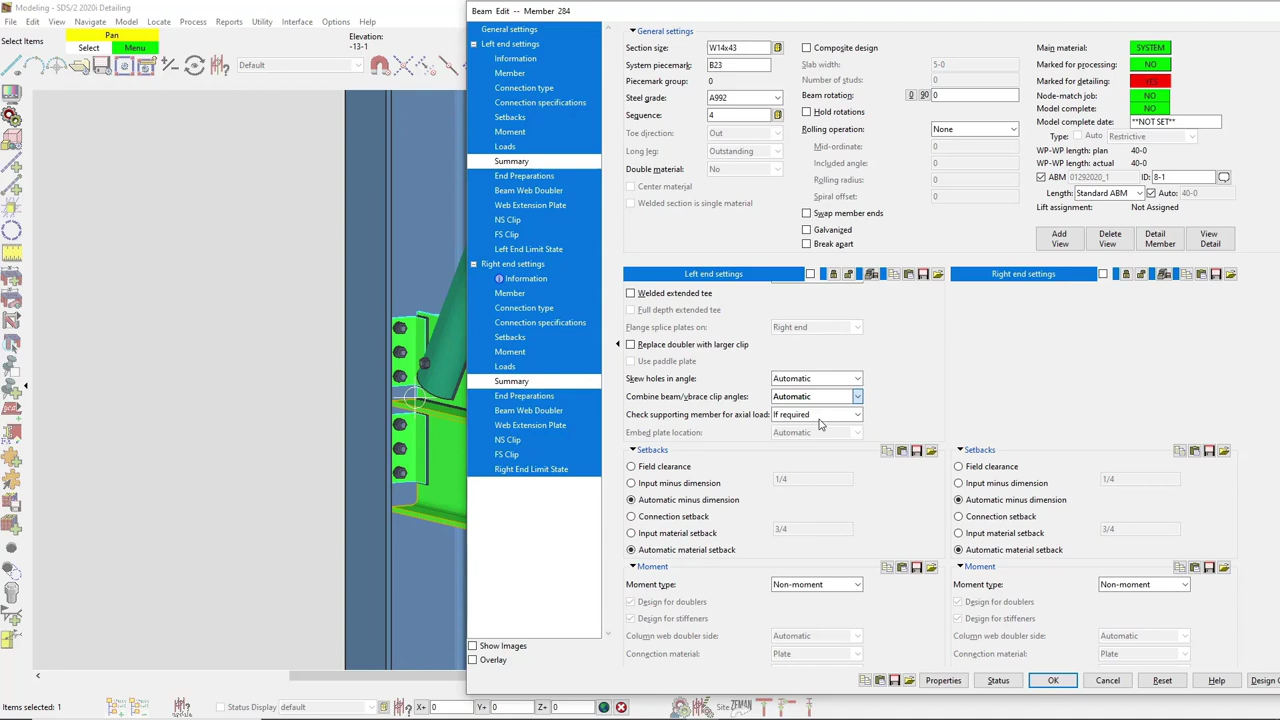 Modeling - SDS/2 2020i Detailing
File Edit View Navigate Model Locate Process Reports Utility Interface Options Help
Select Items
Pan
Select Menu
Elevation:
-13-1
Default
Beam Edit -- Member 284
General settings
Left end settings
Information
Member
Connection type
Connection specifications
Setbacks
Moment
Loads
Summary
End Preparations
Beam Web Doubler
Web Extension Plate
NS Clip
FS Clip
Left End Limit State
Right end settings
Information
Member
Connection type
Connection specifications
Setbacks
Moment
Loads
Summary
End Preparations
Beam Web Doubler
Web Extension Plate
NS Clip
FS Clip
Right End Limit State
Show Images
Overlay
General settings
Section size: W14x43
System piecemark: B23
Piecemark group: 0
Steel grade: A992
Sequence: 4
Toe direction: Out
Long Leg: Outstanding
Double material: No
Center material
Welded section is single material
Composite design
Slab width: 5-0
Number of studs: 0
Beam rotation: 0 90 0
Hold rotations
Rolling operation: None
Mid-ordinate: 0
Included angle: 0
Rolling radius: 0
Spiral offset: 0
Swap member ends
Galvanized
Break apart
Main material: SYSTEM
Marked for processing: NO
Marked for detailing: YES
Node-match job: NO
Model complete: NO
Model complete date: **NOT SET**
Type: Auto Restrictive
WP-WP length: plan 40-0
WP-WP length: actual 40-0
ABM 01292020_1 ID: 8-1
Length: Standard ABM Auto: 40-0
Lift assignment: Not Assigned
Add View
Delete View
Detail Member
View Detail
Left end settings
Right end settings
Welded extended tee
Full depth extended tee
Flange splice plates on: Right end
Replace doubler with larger clip
Use paddle plate
Skew holes in angle: Automatic
Combine beam/vbrace clip angles: Automatic
Check supporting member for axial load: If required
Embed plate location: Automatic
Setbacks
Field clearance
Input minus dimension 1/4
Automatic minus dimension
Connection setback
Input material setback 3/4
Automatic material setback
Moment
Moment type: Non-moment
Design for doublers
Design for stiffeners
Column web doubler side: Automatic
Connection material: Plate
Setbacks
Field clearance
Input minus dimension 1/4
Automatic minus dimension
Connection setback
Input material setback 3/4
Automatic material setback
Moment
Moment type: Non-moment
Design for doublers
Design for stiffeners
Column web doubler side: Automatic
Connection material: Plate
Properties Status OK Cancel Reset Help Design C
Items selected: 1
Status Display default
X+ 0 Y+ 0 Z+ 0
Site ZEMAN